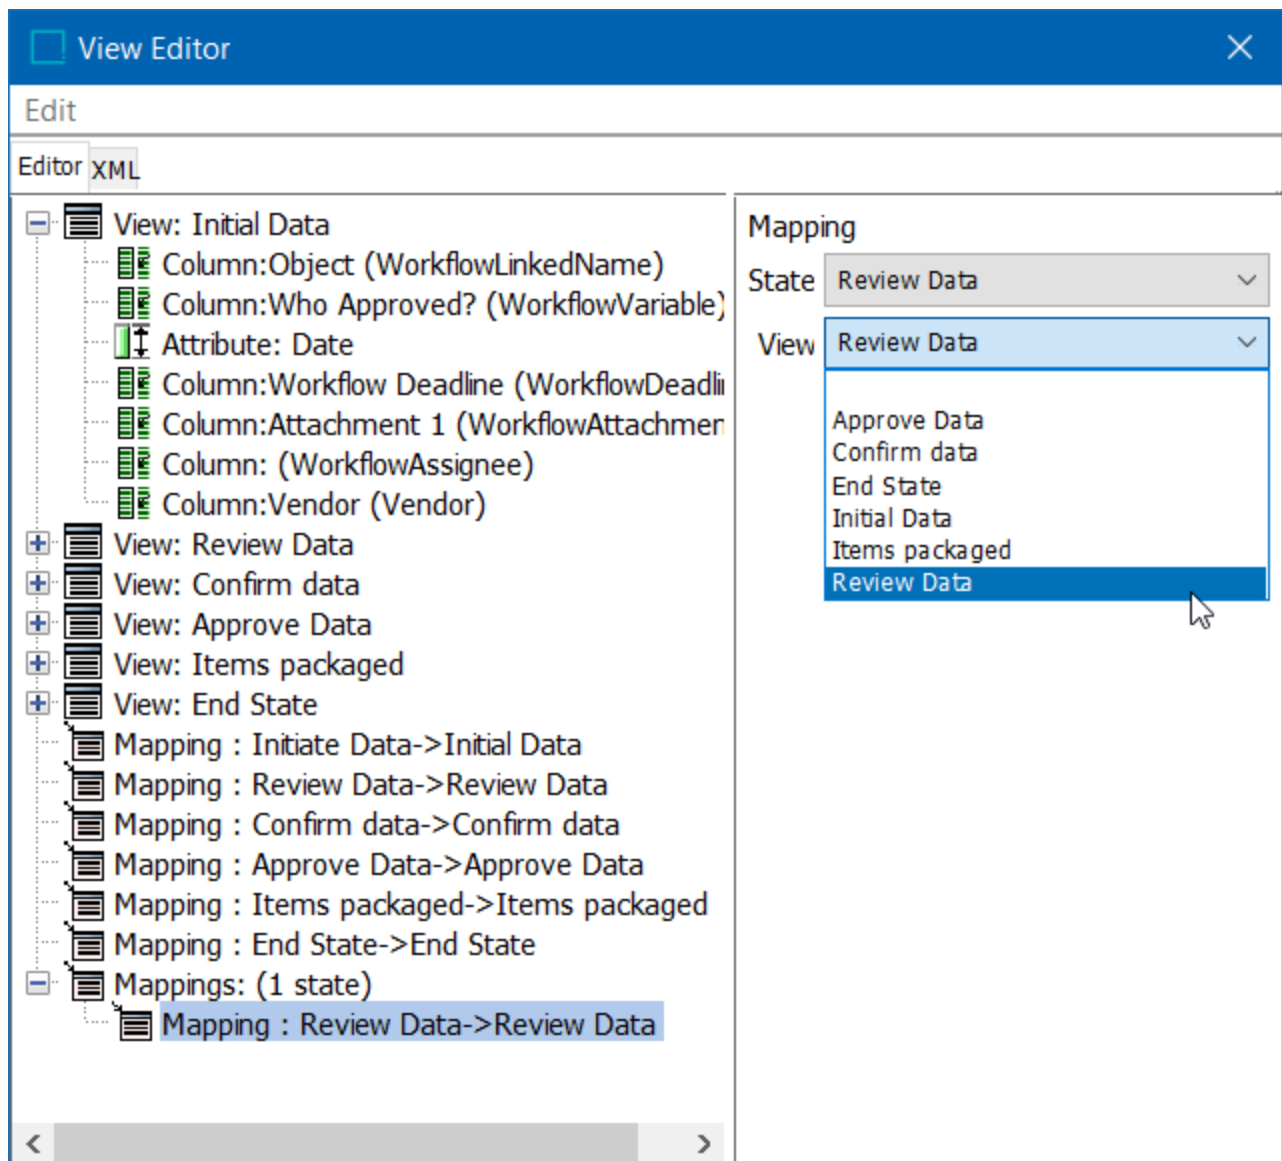 View Editor
Edit
Editor XML
View: Initial Data
Column:Object (WorkflowLinkedName)
Column:Who Approved? (WorkflowVariable)
Attribute: Date
Column:Workflow Deadline (WorkflowDeadli
Column:Attachment 1 (WorkflowAttachmen
Column: (WorkflowAssignee)
Column:Vendor (Vendor)
View: Review Data
View: Confirm data
View: Approve Data
View: Items packaged
View: End State
Mapping : Initiate Data->Initial Data
Mapping : Review Data->Review Data
Mapping : Confirm data->Confirm data
Mapping : Approve Data->Approve Data
Mapping : Items packaged->Items packaged
Mapping : End State->End State
Mappings: (1 state)
Mapping : Review Data->Review Data
Mapping
State Review Data
View Review Data
Approve Data
Confirm data
End State
Initial Data
Items packaged
Review Data